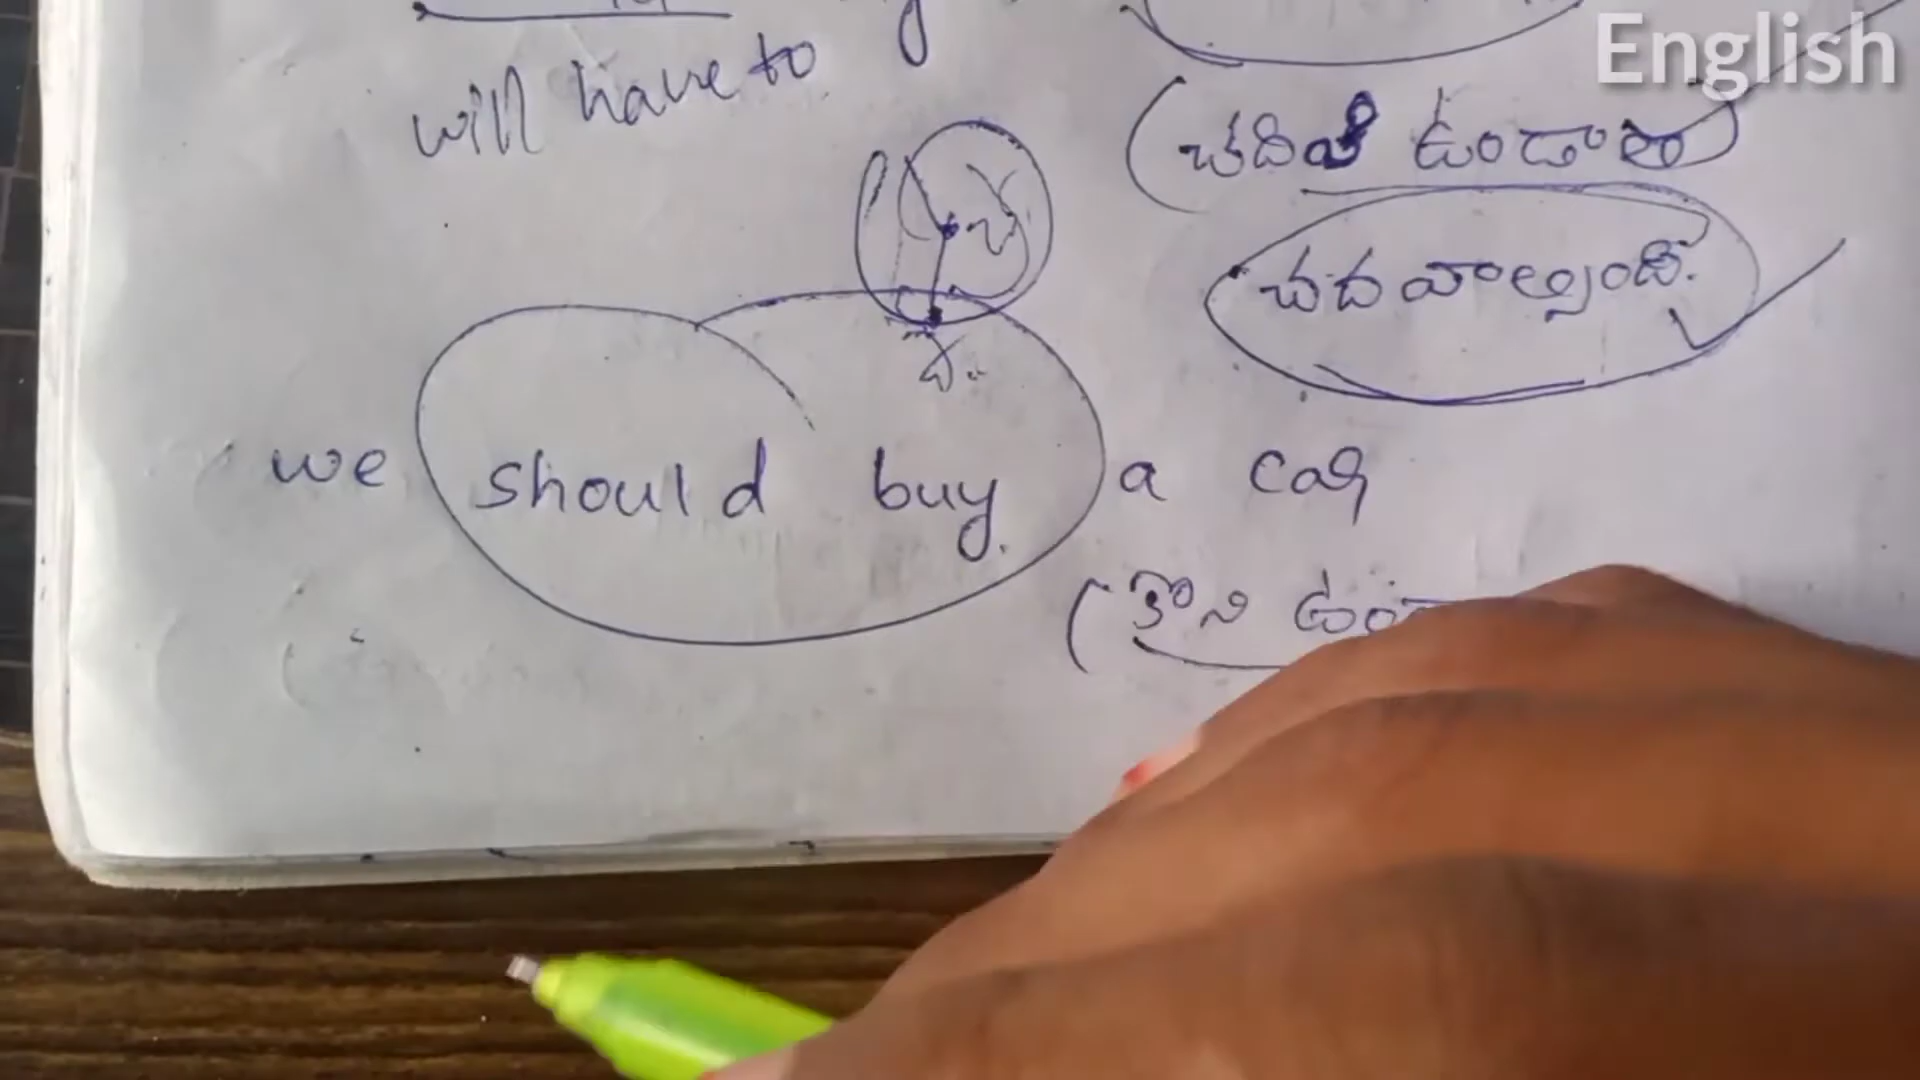 English
will have to
(చదివి ఉండాలి)
చదవాల్సింది.
we should buy a car
(కొని